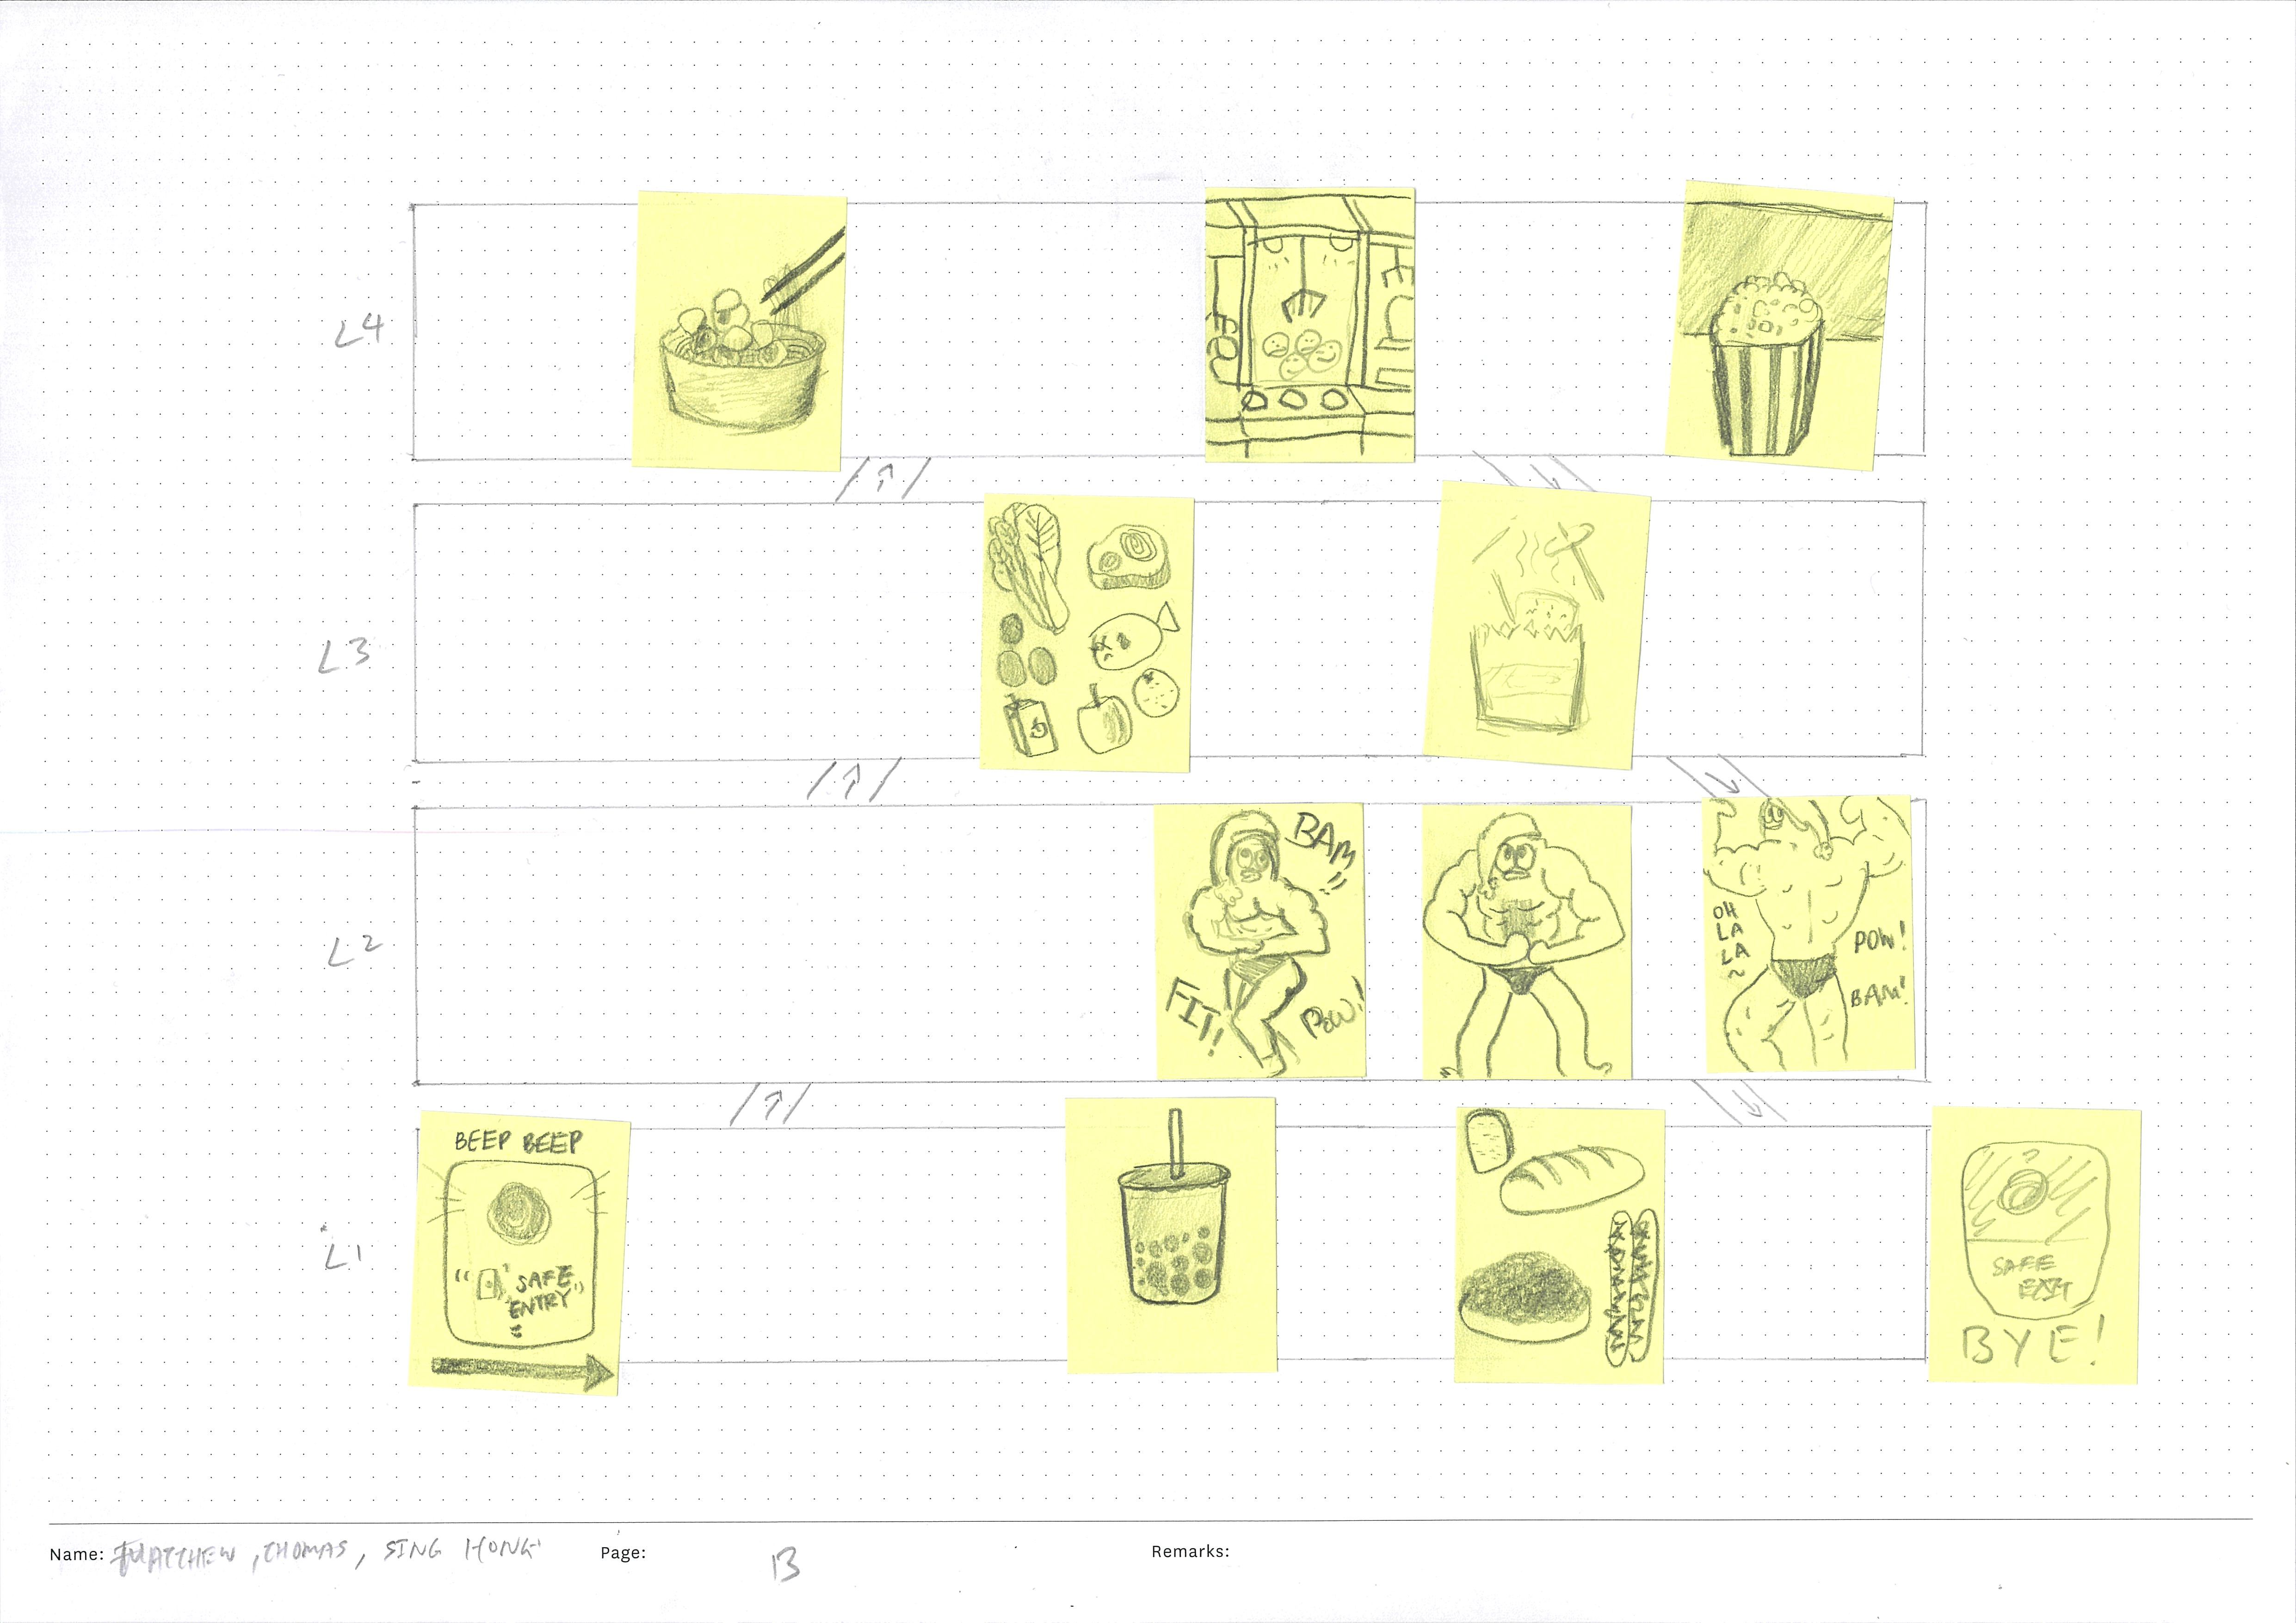 L4
L3
BAM
FIT!!
POW!
OH
LA
LA
~
POW!
BAM!
L2
BEEP BEEP
"SAFE
ENTRY"
L1
SAFE
EXIT
BYE!
Name: MATTHEW, THOMAS, SING HONG Page: B Remarks: